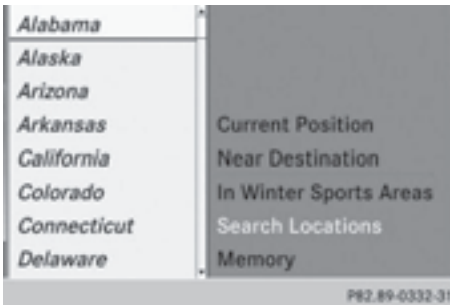 Alabama
Alaska
Arizona
Arkansas
California
Colorado
Connecticut
Delaware
Current Position
Near Destination
In Winter Sports Areas
Search Locations
Memory
P82.89-0332-31